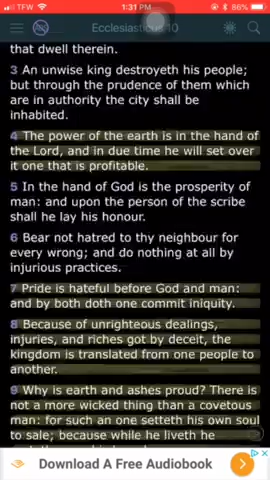 TFW
1:31 PM
86%
Ecclesiasticus 10
that dwell therein.
3 An unwise king destroyeth his people;
but through the prudence of them which
are in authority the city shall be
inhabited.
4 The power of the earth is in the hand of
the Lord, and in due time he will set over
it one that is profitable.
5 In the hand of God is the prosperity of
man: and upon the person of the scribe
shall he lay his honour.
6 Bear not hatred to thy neighbour for
every wrong; and do nothing at all by
injurious practices.
7 Pride is hateful before God and man:
and by both doth one commit iniquity.
8 Because of unrighteous dealings,
injuries, and riches got by deceit, the
kingdom is translated from one people to
another.
9 Why is earth and ashes proud? There is
not a more wicked thing than a covetous
man: for such an one setteth his own soul
to sale; because while he liveth he
Download A Free Audiobook